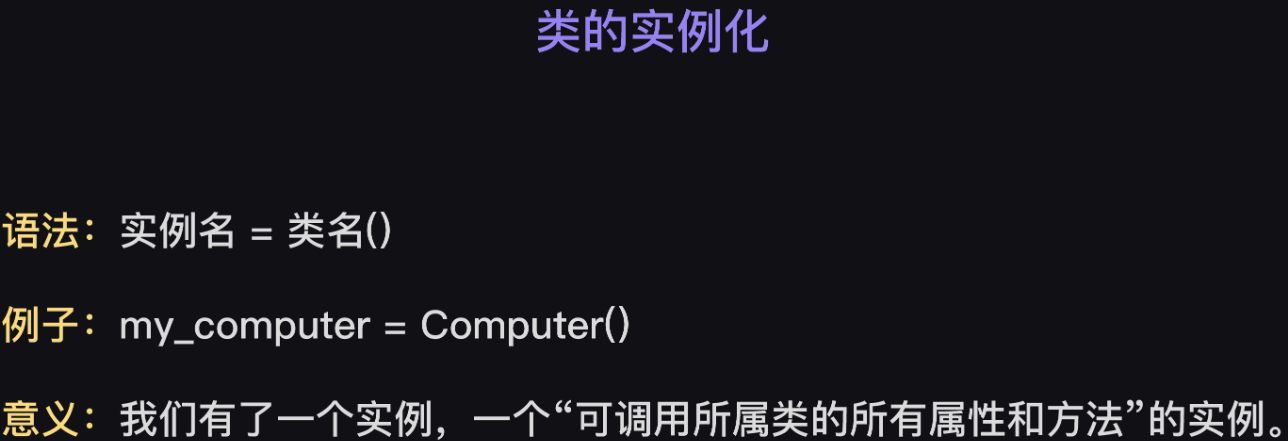 类的实例化
语法：实例名 = 类名()
例子：my_computer = Computer()
意义：我们有了一个实例，一个“可调用所属类的所有属性和方法”的实例。